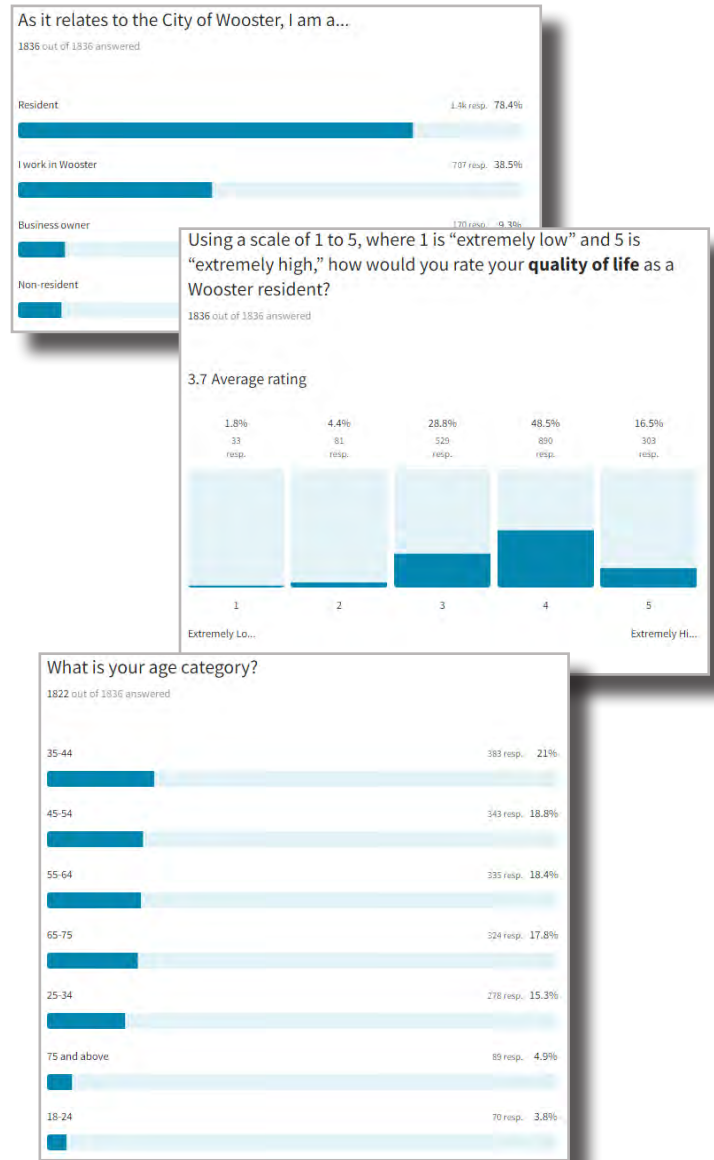 As it relates to the City of Wooster, I am a...
1836 out of 1836 answered
Resident 1.4k resp. 78.4%
I work in Wooster 707 resp. 38.5%
Business owner 170 resp. 9.3%
Non-resident
Using a scale of 1 to 5, where 1 is “extremely low” and 5 is
“extremely high,” how would you rate your quality of life as a
Wooster resident?
1836 out of 1836 answered
3.7 Average rating
1.8% 4.4% 28.8% 48.5% 16.5%
33 81 529 890 303
resp. resp. resp. resp. resp.
1 2 3 4 5
Extremely Lo... Extremely Hi...
What is your age category?
1822 out of 1836 answered
35-44 383 resp. 21%
45-54 343 resp. 18.8%
55-64 335 resp. 18.4%
65-75 324 resp. 17.8%
25-34 278 resp. 15.3%
75 and above 89 resp. 4.9%
18-24 70 resp. 3.8%